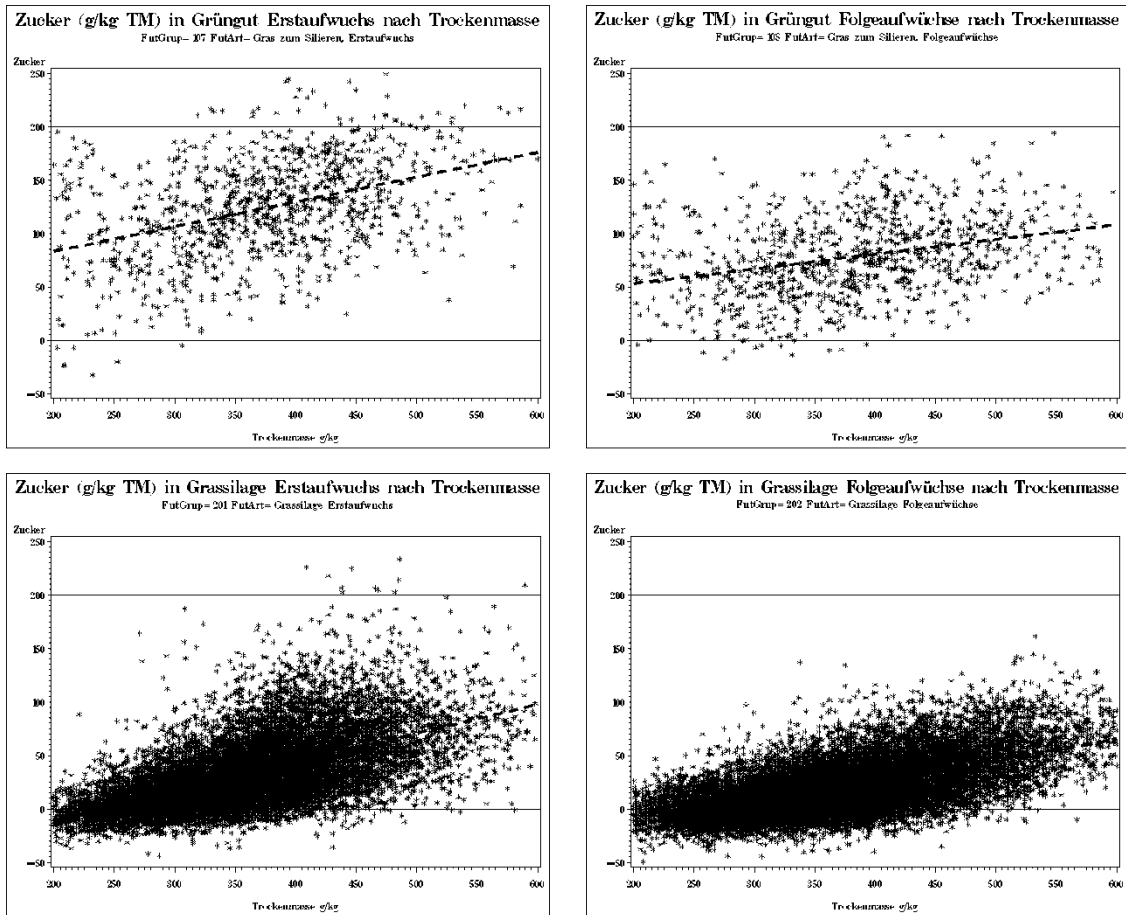 Zucker (g/kg TM) in Grüngut Erstaufwuchs nach Trockenmasse
FutGrup= 107 FutArt= Gras zum Silieren, Erstaufwuchs
Zucker
250
200
150
100
50
0
-50
200 250 300 350 400 450 500 550 600
Trockenmasse g/kg
Zucker (g/kg TM) in Grüngut Folgeaufwüchse nach Trockenmasse
FutGrup= 108 FutArt= Gras zum Silieren, Folgeaufwüchse
Zucker
250
200
150
100
50
0
-50
200 250 300 350 400 450 500 550 600
Trockenmasse g/kg
Zucker (g/kg TM) in Grassilage Erstaufwuchs nach Trockenmasse
FutGrup= 201 FutArt= Grassilage Erstaufwuchs
Zucker
250
200
150
100
50
0
-50
200 250 300 350 400 450 500 550 600
Trockenmasse g/kg
Zucker (g/kg TM) in Grassilage Folgeaufwüchse nach Trockenmasse
FutGrup= 202 FutArt= Grassilage Folgeaufwüchse
Zucker
250
200
150
100
50
0
-50
200 250 300 350 400 450 500 550 600
Trockenmasse g/kg